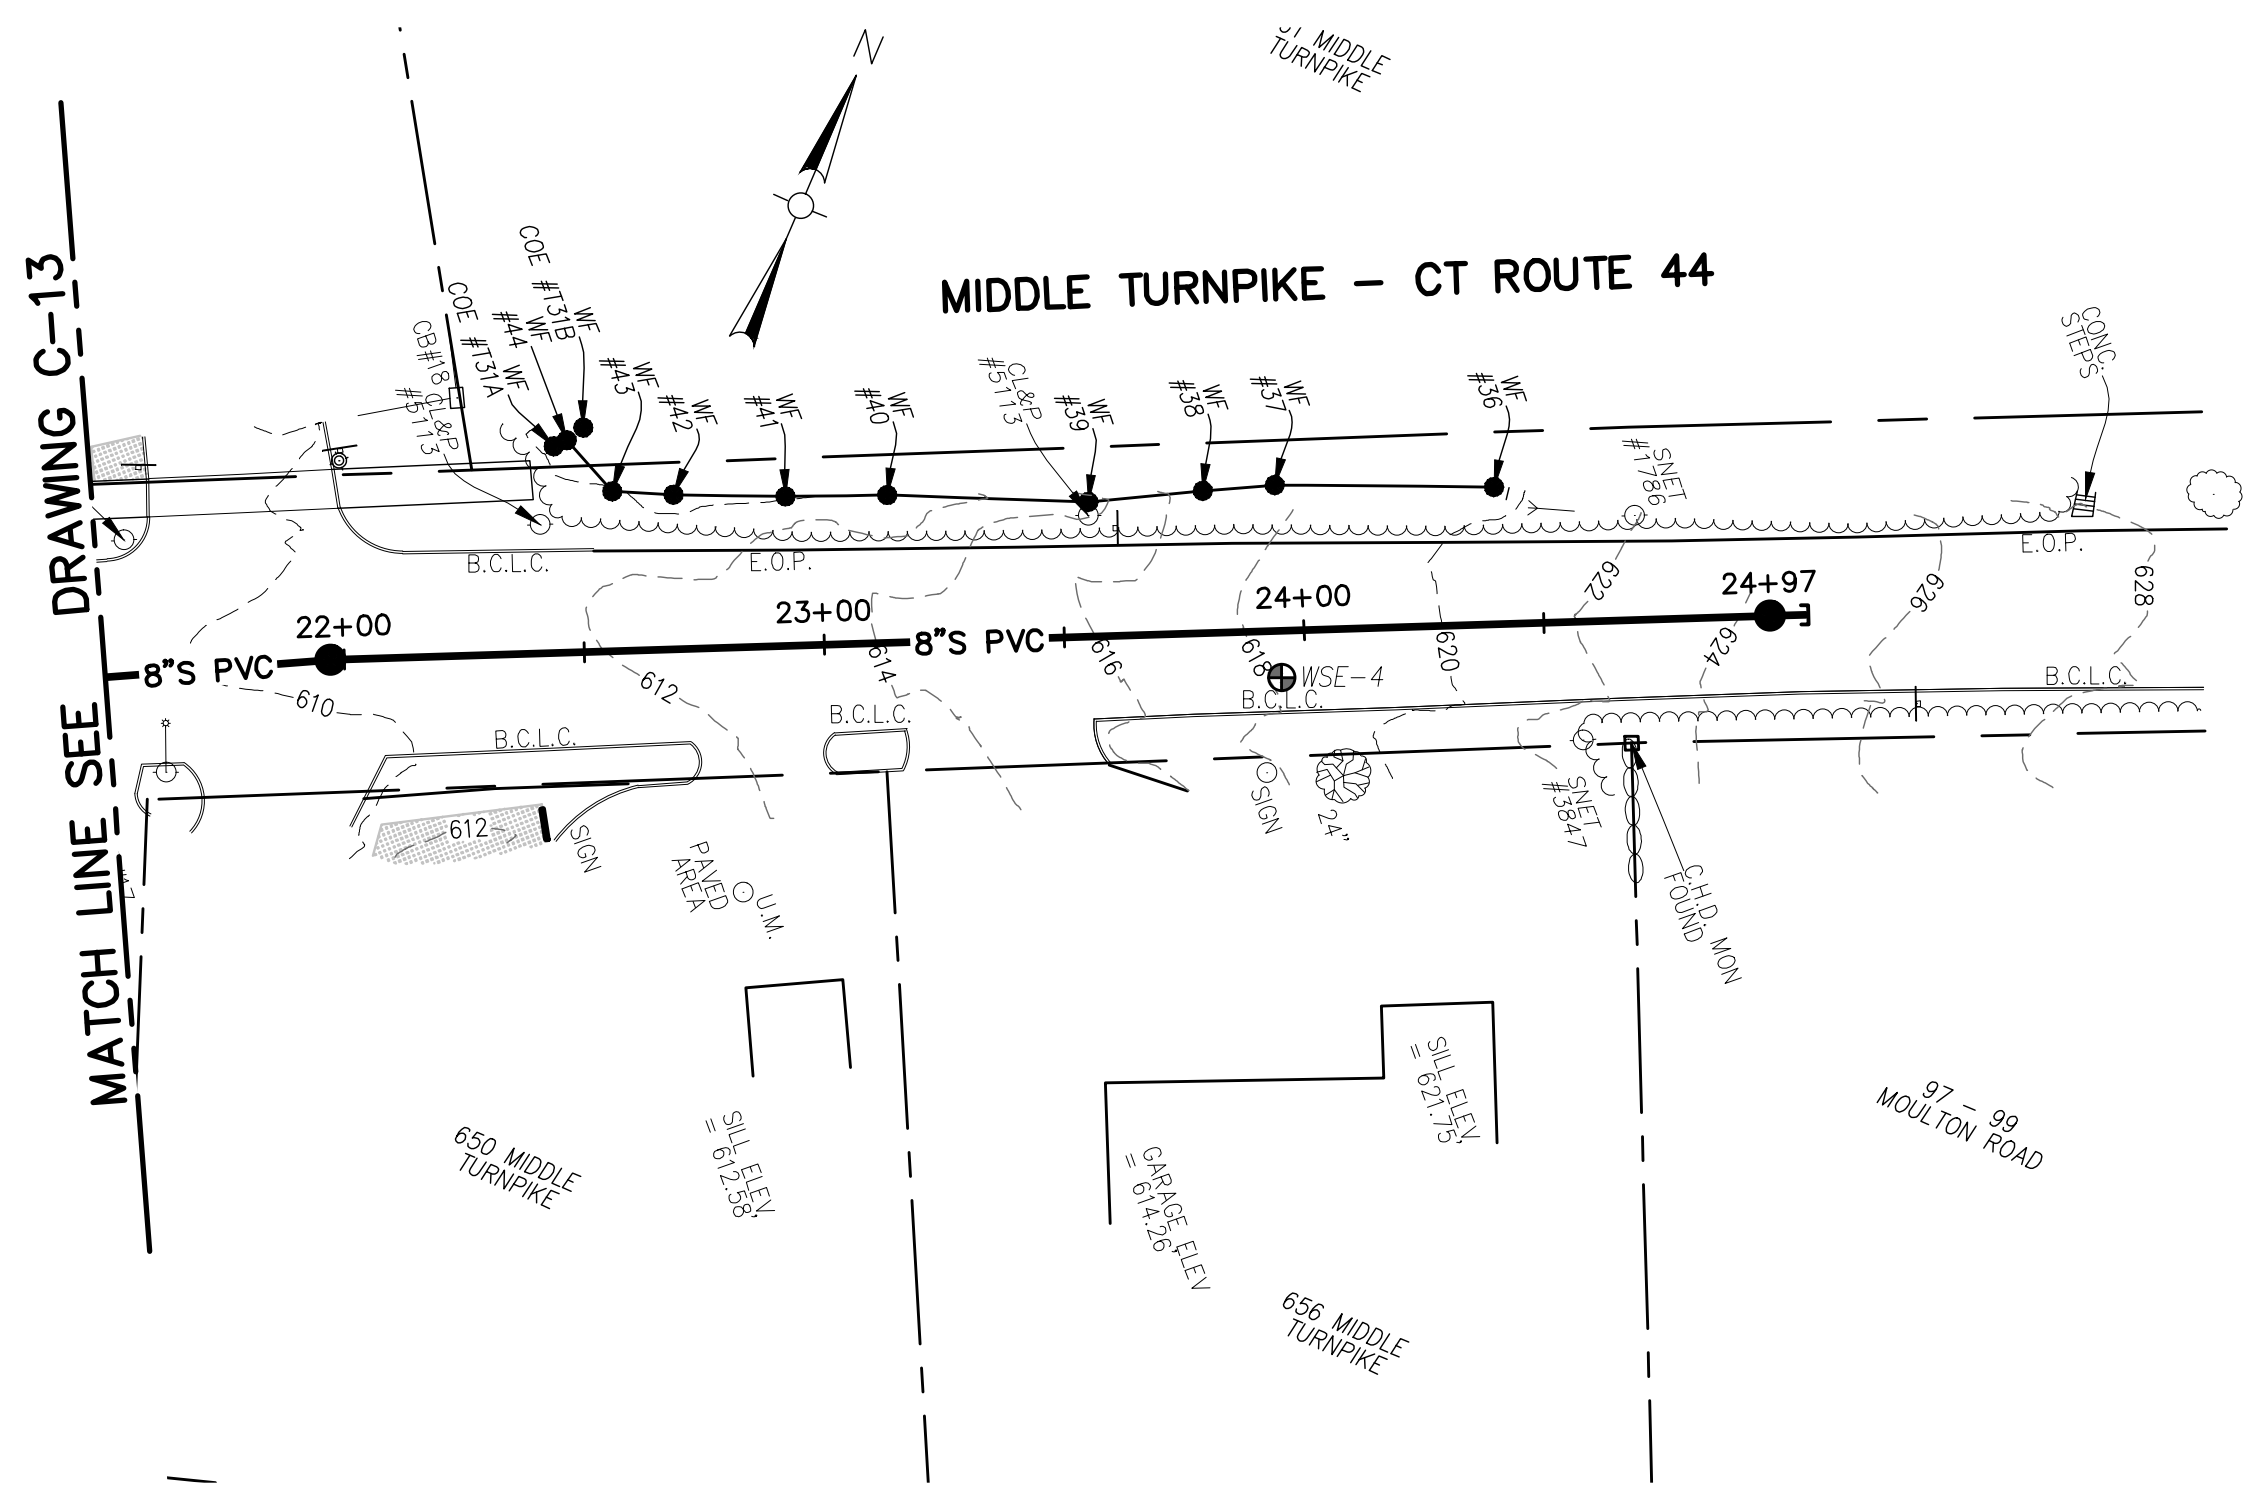 N
MIDDLE
TURNPIKE
MIDDLE TURNPIKE - CT ROUTE 44
MATCH LINE SEE DRAWING C-13
COE #T31B
WF
COE #T31A
WF
#44
WF
CB#18
CL&P
#5113
WF
#43
WF
#42
WF
#41
WF
#40
CL&P
#5113
WF
#39
WF
#38
WF
#37
WF
#36
SNET
#1786
CONC.
STEPS
B.C.L.C.
E.O.P.
E.O.P.
22+00
23+00
24+00
24+97
8"S PVC
8"S PVC
610
612
614
616
618
620
622
624
626
628
WSE-4
B.C.L.C.
B.C.L.C.
B.C.L.C.
B.C.L.C.
612
SIGN
PAVED
AREA
U.M.
SIGN
24"
SNET
#3847
C.H.D. MON
FOUND
SILL ELEV
= 612.58'
SILL ELEV
= 621.75'
GARAGE ELEV
= 614.26'
650 MIDDLE
TURNPIKE
656 MIDDLE
TURNPIKE
97 - 99
MOULTON ROAD